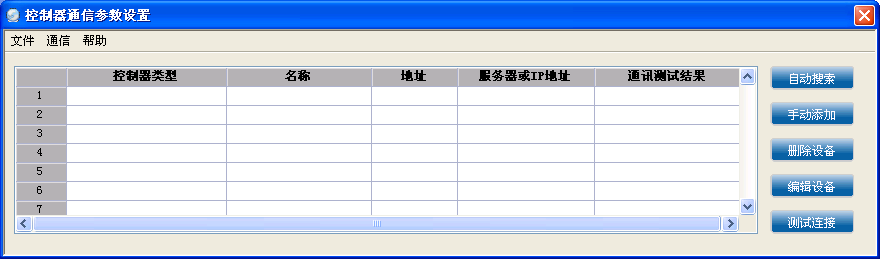 控制器通信参数设置
文件 通信 帮助
控制器类型 名称 地址 服务器或IP地址 通讯测试结果
1
2
3
4
5
6
7
自动搜索
手动添加
删除设备
编辑设备
测试连接